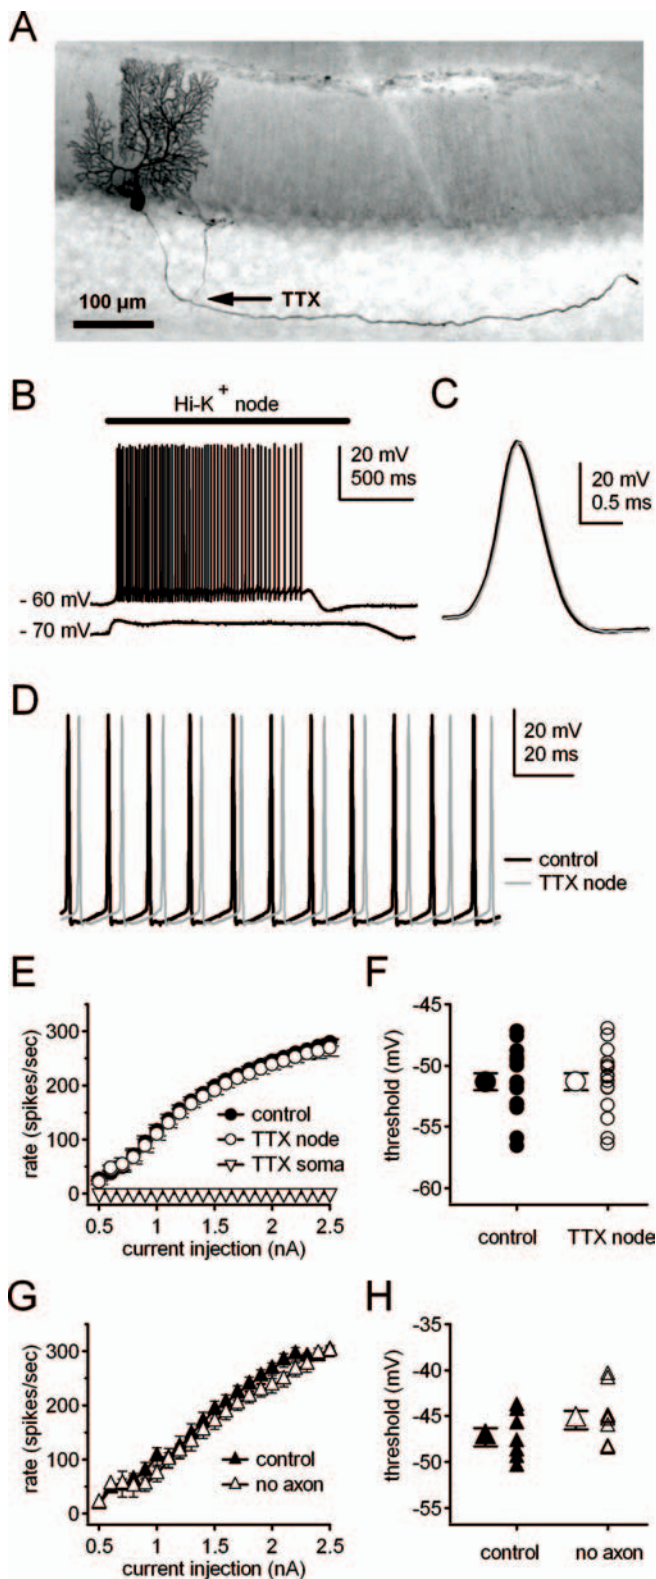 A
TTX
100 µm
B
Hi-K+ node
20 mV
500 ms
- 60 mV
- 70 mV
C
20 mV
0.5 ms
D
20 mV
20 ms
control
TTX node
E
rate (spikes/sec)
300
200
100
0
control
TTX node
TTX soma
0.5 1 1.5 2 2.5
current injection (nA)
F
threshold (mV)
-45
-50
-55
-60
control TTX node
G
rate (spikes/sec)
300
200
100
0
control
no axon
0.5 1 1.5 2 2.5
current injection (nA)
H
threshold (mV)
-35
-40
-45
-50
-55
control no axon